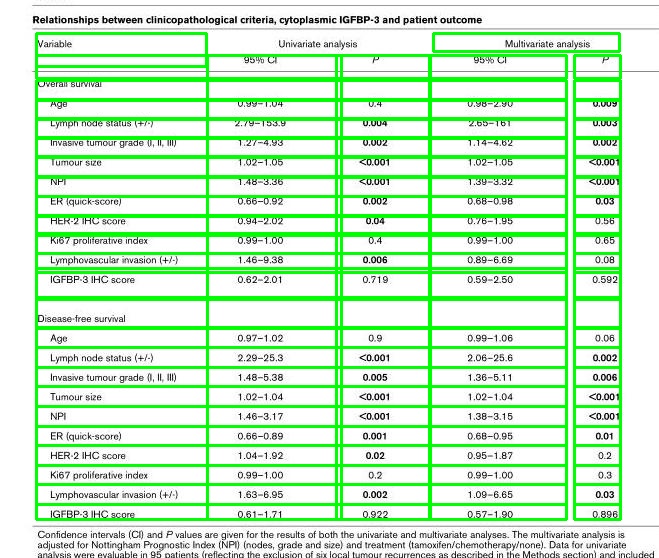 Relationships between clinicopathological criteria, cytoplasmic IGFBP-3 and patient outcome
Variable Univariate analysis Multivariate analysis
95% CI P 95% CI P
Overall survival
Age 0.99–1.04 0.4 0.98–2.90 0.009
Lymph node status (+/-) 2.79–153.9 0.004 2.65–161 0.003
Invasive tumour grade (I, II, III) 1.27–4.93 0.002 1.14–4.62 0.002
Tumour size 1.02–1.05 <0.001 1.02–1.05 <0.001
NPI 1.48–3.36 <0.001 1.39–3.32 <0.001
ER (quick-score) 0.66–0.92 0.002 0.68–0.98 0.03
HER-2 IHC score 0.94–2.02 0.04 0.76–1.95 0.56
Ki67 proliferative index 0.99–1.00 0.4 0.99–1.00 0.65
Lymphovascular invasion (+/-) 1.46–9.38 0.006 0.89–6.69 0.08
IGFBP-3 IHC score 0.62–2.01 0.719 0.59–2.50 0.592
Disease-free survival
Age 0.97–1.02 0.9 0.99–1.06 0.06
Lymph node status (+/-) 2.29–25.3 <0.001 2.06–25.6 0.002
Invasive tumour grade (I, II, III) 1.48–5.38 0.005 1.36–5.11 0.006
Tumour size 1.02–1.04 <0.001 1.02–1.04 <0.001
NPI 1.46–3.17 <0.001 1.38–3.15 <0.001
ER (quick-score) 0.66–0.89 0.001 0.68–0.95 0.01
HER-2 IHC score 1.04–1.92 0.02 0.95–1.87 0.2
Ki67 proliferative index 0.99–1.00 0.2 0.99–1.00 0.3
Lymphovascular invasion (+/-) 1.63–6.95 0.002 1.09–6.65 0.03
IGFBP-3 IHC score 0.61–1.71 0.922 0.57–1.90 0.896
Confidence intervals (CI) and P values are given for the results of both the univariate and multivariate analyses. The multivariate analysis is
adjusted for Nottingham Prognostic Index (NPI) (nodes, grade and size) and treatment (tamoxifen/chemotherapy/none). Data for univariate
analysis were evaluable in 95 patients (reflecting the exclusion of six local tumour recurrences as described in the Methods section) and included